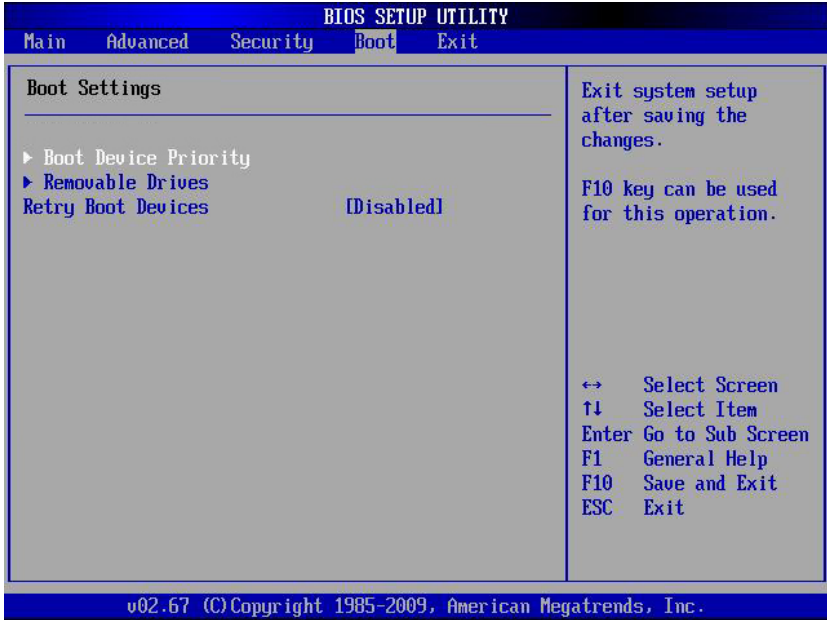 BIOS SETUP UTILITY
Main Advanced Security Boot Exit
Boot Settings
▶ Boot Device Priority
▶ Removable Drives
Retry Boot Devices [Disabled]
Exit system setup
after saving the
changes.
F10 key can be used
for this operation.
↔ Select Screen
↑↓ Select Item
Enter Go to Sub Screen
F1 General Help
F10 Save and Exit
ESC Exit
v02.67 (C)Copyright 1985-2009, American Megatrends, Inc.